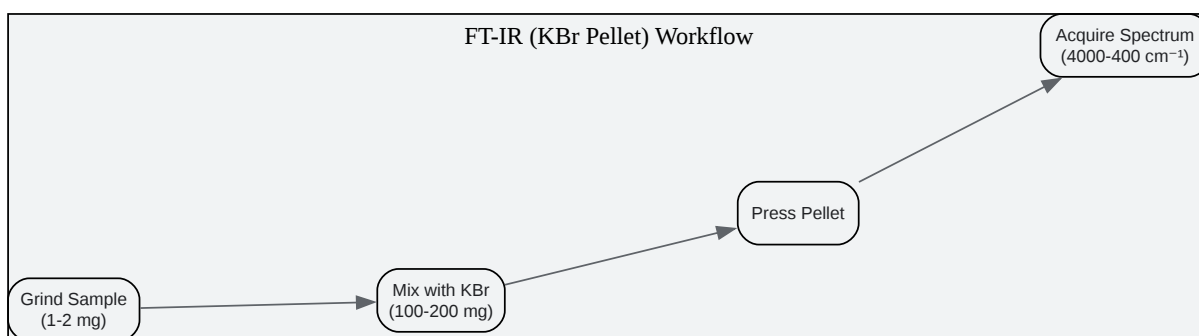 FT-IR (KBr Pellet) Workflow
Acquire Spectrum
(4000-400 cm⁻¹)
Press Pellet
Mix with KBr
(100-200 mg)
Grind Sample
(1-2 mg)